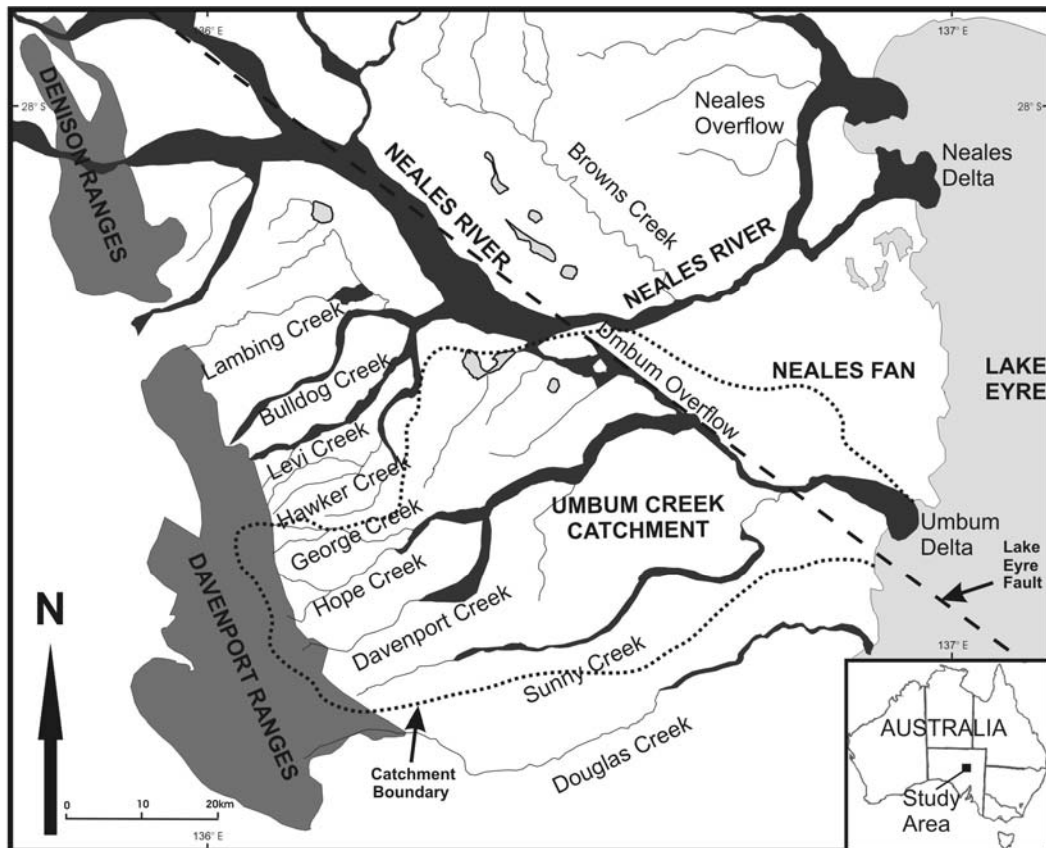 136° E
137° E
28° S
28° S
DENISON RANGES
NEALES RIVER
Browns Creek
Neales
Overflow
Neales
Delta
NEALES RIVER
Lambing Creek
Bulldog Creek
Levi Creek
Hawker Creek
George Creek
Hope Creek
Davenport Creek
Sunny Creek
Douglas Creek
Umbum Overflow
NEALES FAN
LAKE
EYRE
UMBUM CREEK
CATCHMENT
Umbum
Delta
Lake
Eyre
Fault
DAVENPORT RANGES
N
Catchment
Boundary
0 10 20km
136° E
137° E
AUSTRALIA
Study
Area